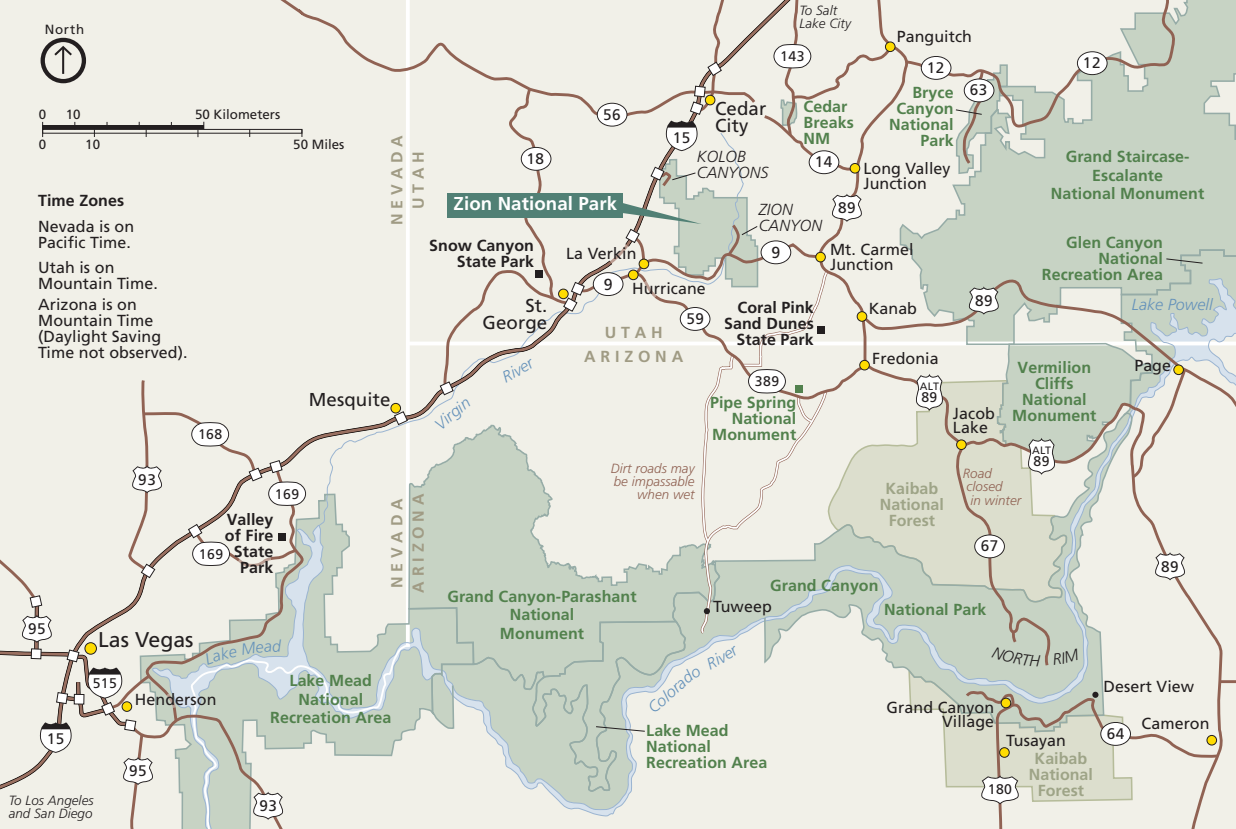 North
0 10 50 Kilometers
0 10 50 Miles
Time Zones
Nevada is on
Pacific Time.
Utah is on
Mountain Time.
Arizona is on
Mountain Time
(Daylight Saving
Time not observed).
To Salt
Lake City
143
Panguitch
12
12
63
56
Cedar
City
15
Cedar
Breaks
NM
Bryce
Canyon
National
Park
NEVADA
UTAH
18
KOLOB
CANYONS
14
Long Valley
Junction
89
Grand Staircase-
Escalante
National Monument
Zion National Park
ZION
CANYON
Snow Canyon
State Park
La Verkin
9
Mt. Carmel
Junction
Glen Canyon
National
Recreation Area
9
Hurricane
St.
George
59
Coral Pink
Sand Dunes
State Park
Kanab
89
Lake Powell
UTAH
ARIZONA
River
Virgin
Fredonia
389
ALT
89
Vermilion
Cliffs
National
Monument
Page
Mesquite
Pipe Spring
National
Monument
Jacob
Lake
ALT
89
168
93
169
Dirt roads may
be impassable
when wet
Road
closed
in winter
Kaibab
National
Forest
NEVADA
ARIZONA
Valley
of Fire
State
Park
169
67
89
Grand Canyon-Parashant
National
Monument
Tuweep
Grand Canyon
National Park
95
Las Vegas
Lake Mead
NORTH RIM
Colorado River
515
Henderson
Lake Mead
National
Recreation Area
Desert View
Grand Canyon
Village
15
Lake Mead
National
Recreation Area
64
Cameron
Tusayan
95
Kaibab
National
Forest
180
To Los Angeles
and San Diego
93